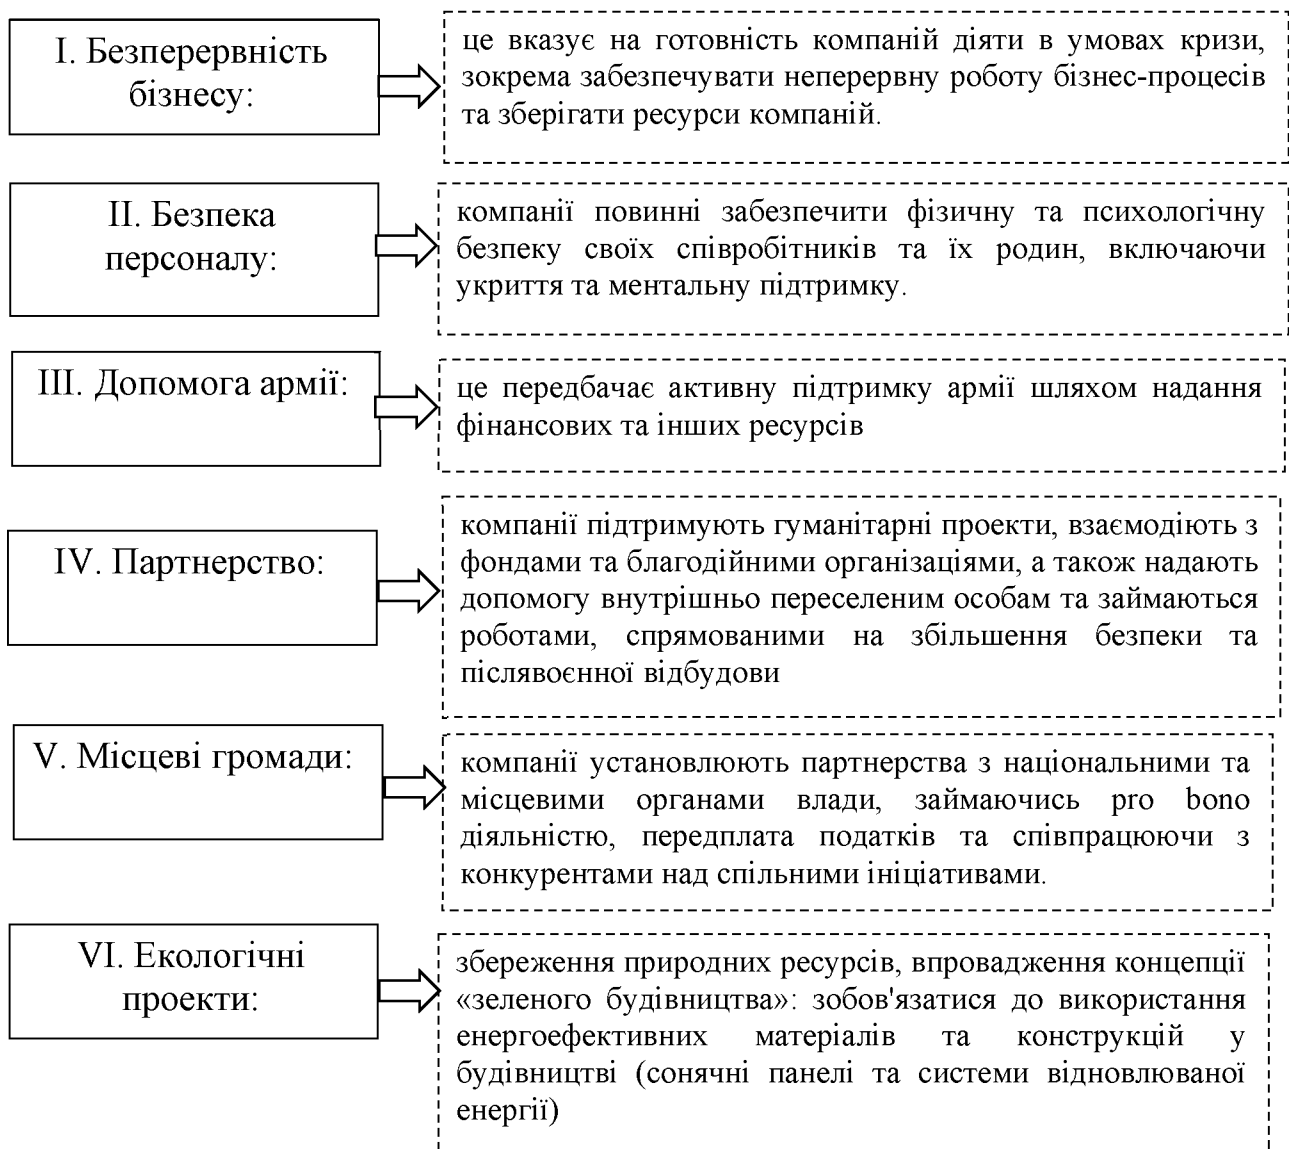 I. Безперервність
бізнесу:
це вказує на готовність компаній діяти в умовах кризи,
зокрема забезпечувати неперервну роботу бізнес-процесів
та зберігати ресурси компаній.
II. Безпека
персоналу:
компанії повинні забезпечити фізичну та психологічну
безпеку своїх співробітників та їх родин, включаючи
укриття та ментальну підтримку.
III. Допомога армії:
це передбачає активну підтримку армії шляхом надання
фінансових та інших ресурсів
IV. Партнерство:
компанії підтримують гуманітарні проекти, взаємодіють з
фондами та благодійними організаціями, а також надають
допомогу внутрішньо переселеним особам та займаються
роботами, спрямованими на збільшення безпеки та
післявоєнної відбудови
V. Місцеві громади:
компанії установлюють партнерства з національними та
місцевими органами влади, займаючись pro bono
діяльністю, передплата податків та співпрацюючи з
конкурентами над спільними ініціативами.
VI. Екологічні
проекти:
збереження природних ресурсів, впровадження концепції
«зеленого будівництва»: зобов'язатися до використання
енергоефективних матеріалів та конструкцій у
будівництві (сонячні панелі та системи відновлюваної
енергії)